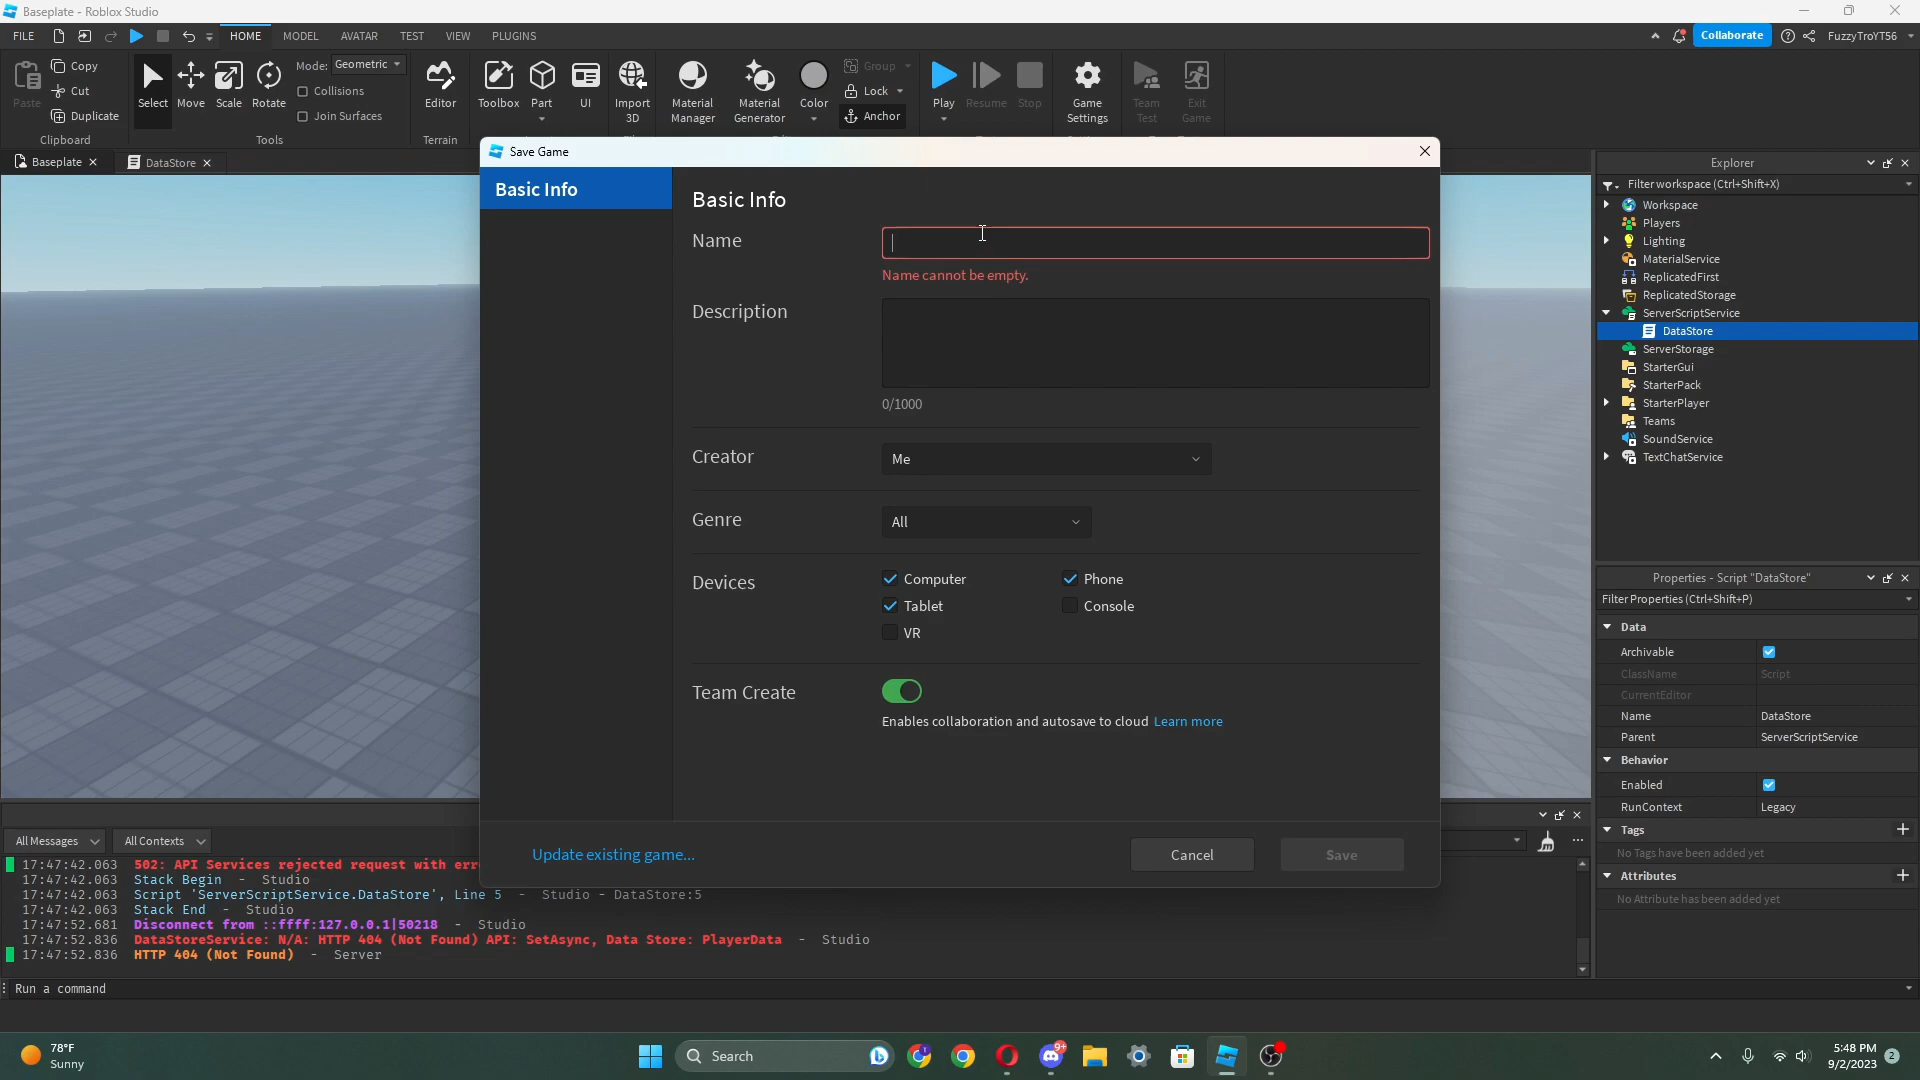 Baseplate - Roblox Studio
FILE HOME MODEL AVATAR TEST VIEW PLUGINS Collaborate FuzzyTroYT56
Paste Copy Cut Duplicate Clipboard
Select Move Scale Rotate Mode: Geometric Collisions Join Surfaces Tools
Editor Terrain
Toolbox Part UI
Import 3D
Material Manager
Material Generator
Color Group Lock Anchor
Play Resume Stop
Game Settings
Team Test
Exit Game
Baseplate
DataStore
Save Game
Basic Info
Basic Info
Name
Name cannot be empty.
Description
0/1000
Creator Me
Genre All
Devices Computer Phone
Tablet Console
VR
Team Create
Enables collaboration and autosave to cloud Learn more
Update existing game... Cancel Save
Explorer
Filter workspace (Ctrl+Shift+X)
Workspace
Players
Lighting
MaterialService
ReplicatedFirst
ReplicatedStorage
ServerScriptService
DataStore
ServerStorage
StarterGui
StarterPack
StarterPlayer
Teams
SoundService
TextChatService
Properties - Script "DataStore"
Filter Properties (Ctrl+Shift+P)
Data
Archivable
ClassName Script
CurrentEditor
Name DataStore
Parent ServerScriptService
Behavior
Enabled
RunContext Legacy
Tags
No Tags have been added yet
Attributes
No Attribute has been added yet
All Messages All Contexts
17:47:42.063 502: API Services rejected request with
17:47:42.063 Stack Begin - Studio
17:47:42.063 Script 'ServerScriptService.DataStore', Line 5 - Studio - DataStore:5
17:47:42.063 Stack End - Studio
17:47:52.681 Disconnect from ::ffff:127.0.0.1|50218 - Studio
17:47:52.836 DataStoreService: N/A: HTTP 404 (Not Found) API: SetAsync, Data Store: PlayerData - Studio
17:47:52.836 HTTP 404 (Not Found) - Server
Run a command
78°F
Sunny
Search
9+
5:48 PM
9/2/2023
2